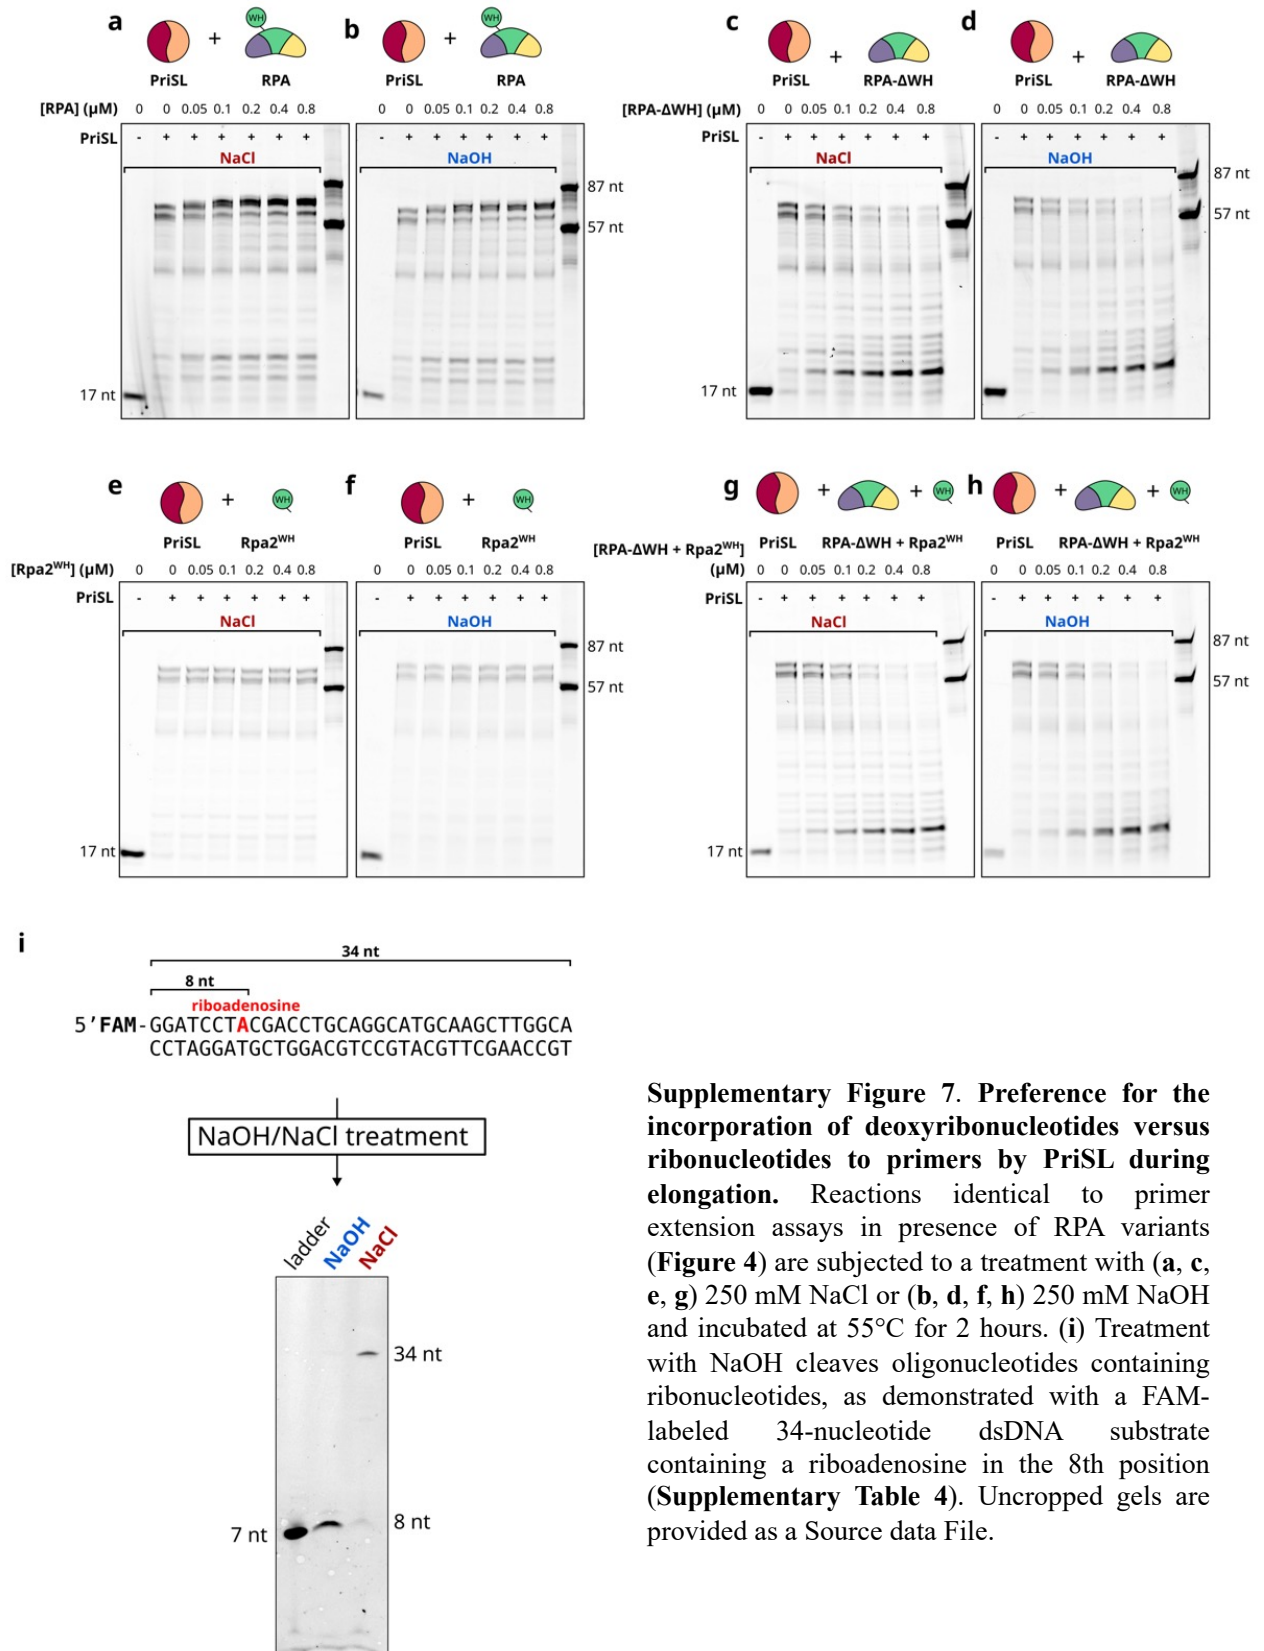 a
WH
+
PriSL
RPA
[RPA] (µM) 0 0 0.05 0.1 0.2 0.4 0.8
PriSL - + + + + + +
NaCl
17 nt
b
WH
+
PriSL
RPA
0 0 0.05 0.1 0.2 0.4 0.8
- + + + + + +
NaOH
87 nt
57 nt
c
+
PriSL
RPA-ΔWH
[RPA-ΔWH] (µM) 0 0 0.05 0.1 0.2 0.4 0.8
PriSL - + + + + + +
NaCl
17 nt
d
+
PriSL
RPA-ΔWH
0 0 0.05 0.1 0.2 0.4 0.8
- + + + + + +
NaOH
87 nt
57 nt
e
+
WH
PriSL
Rpa2ᵂᴴ
[Rpa2ᵂᴴ] (µM) 0 0 0.05 0.1 0.2 0.4 0.8
PriSL - + + + + + +
NaCl
17 nt
f
+
WH
PriSL
Rpa2ᵂᴴ
0 0 0.05 0.1 0.2 0.4 0.8
- + + + + + +
NaOH
87 nt
57 nt
g
+ + WH
PriSL
RPA-ΔWH + Rpa2ᵂᴴ
[RPA-ΔWH + Rpa2ᵂᴴ]
(µM) 0 0 0.05 0.1 0.2 0.4 0.8
PriSL - + + + + + +
NaCl
17 nt
h
+ + WH
PriSL
RPA-ΔWH + Rpa2ᵂᴴ
0 0 0.05 0.1 0.2 0.4 0.8
- + + + + + +
NaOH
87 nt
57 nt
i
34 nt
8 nt
riboadenosine
5’FAM-GGATCCTACGACCTGCAGGCATGCAAGCTTGGCA
CCTAGGATGCTGGACGTCCGTACGTTCGAACCGT
NaOH/NaCl treatment
ladder
NaOH
NaCl
34 nt
7 nt
8 nt
Supplementary Figure 7. Preference for the
incorporation of deoxyribonucleotides versus
ribonucleotides to primers by PriSL during
elongation. Reactions identical to primer
extension assays in presence of RPA variants
(Figure 4) are subjected to a treatment with (a, c,
e, g) 250 mM NaCl or (b, d, f, h) 250 mM NaOH
and incubated at 55°C for 2 hours. (i) Treatment
with NaOH cleaves oligonucleotides containing
ribonucleotides, as demonstrated with a FAM-
labeled 34-nucleotide dsDNA substrate
containing a riboadenosine in the 8th position
(Supplementary Table 4). Uncropped gels are
provided as a Source data File.